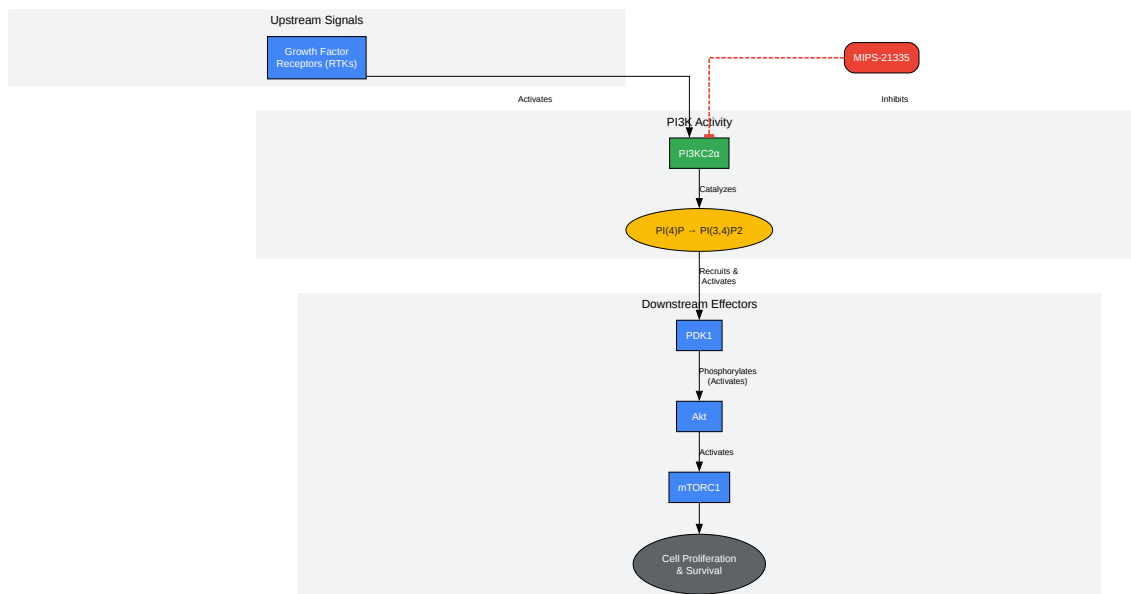 Upstream Signals
Growth Factor
Receptors (RTKs)
MIPS-21335
Activates
Inhibits
PI3K Activity
PI3KC2α
Catalyzes
PI(4)P → PI(3,4)P2
Recruits &
Activates
Downstream Effectors
PDK1
Phosphorylates
(Activates)
Akt
Activates
mTORC1
Cell Proliferation
& Survival